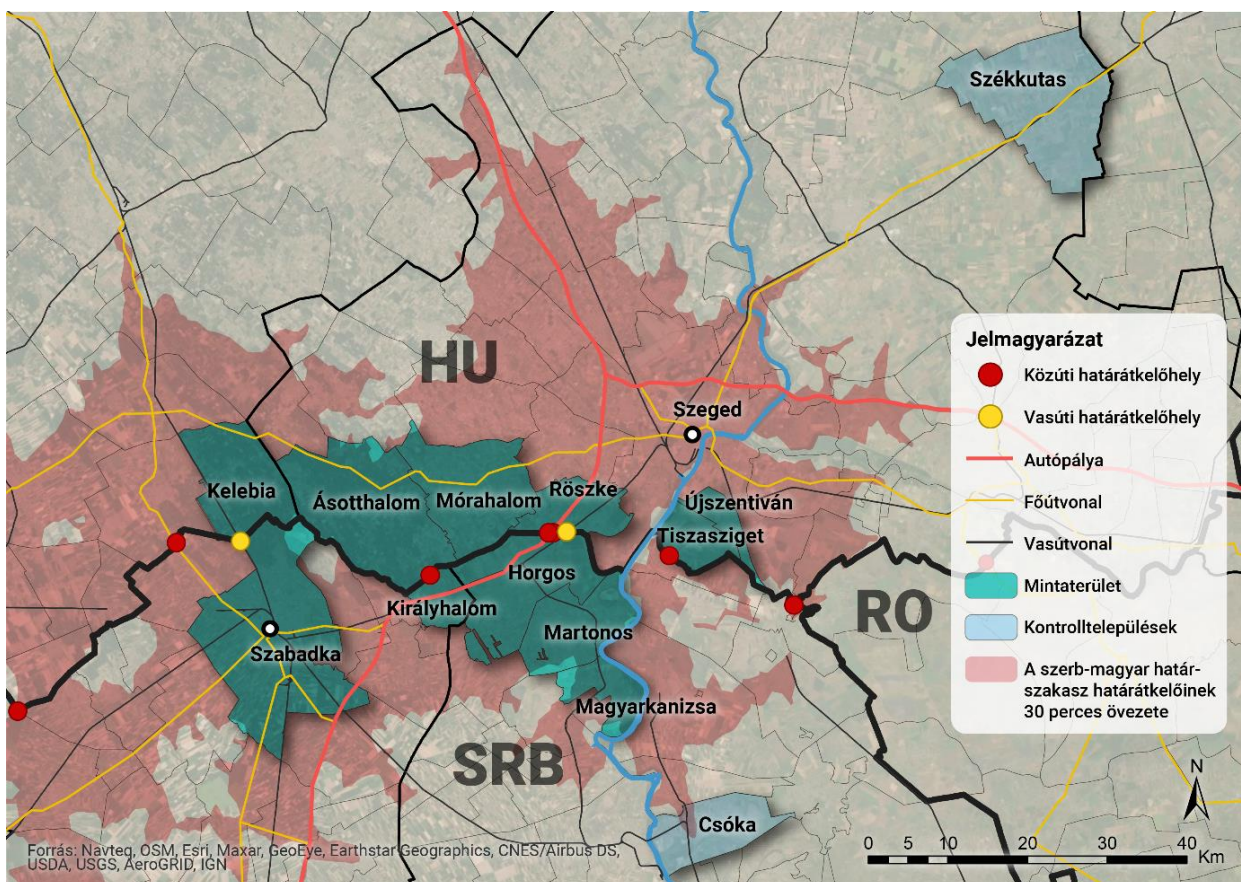 Székkutas
HU
Szeged
Kelebia
Ásotthalom
Mórahalom
Röszke
Újszentiván
Tiszasziget
Királyhalom
Horgos
Martonos
Szabadka
Magyarkanizsa
SRB
RO
Csóka
Jelmagyarázat
Közúti határátkelőhely
Vasúti határátkelőhely
Autópálya
Főútvonal
Vasútvonal
Mintaterület
Kontrolltelepülések
A szerb-magyar határ-
szakasz határátkelőinek
30 perces övezete
N
0 5 10 20 30 40
Km
Forrás: Navteq, OSM, Esri, Maxar, GeoEye, Earthstar Geographics, CNES/Airbus DS,
USDA, USGS, AeroGRID, IGN